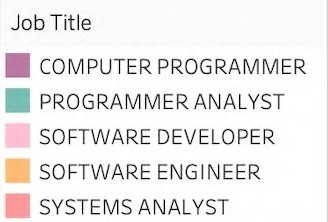 Job Title
COMPUTER PROGRAMMER
PROGRAMMER ANALYST
SOFTWARE DEVELOPER
SOFTWARE ENGINEER
SYSTEMS ANALYST